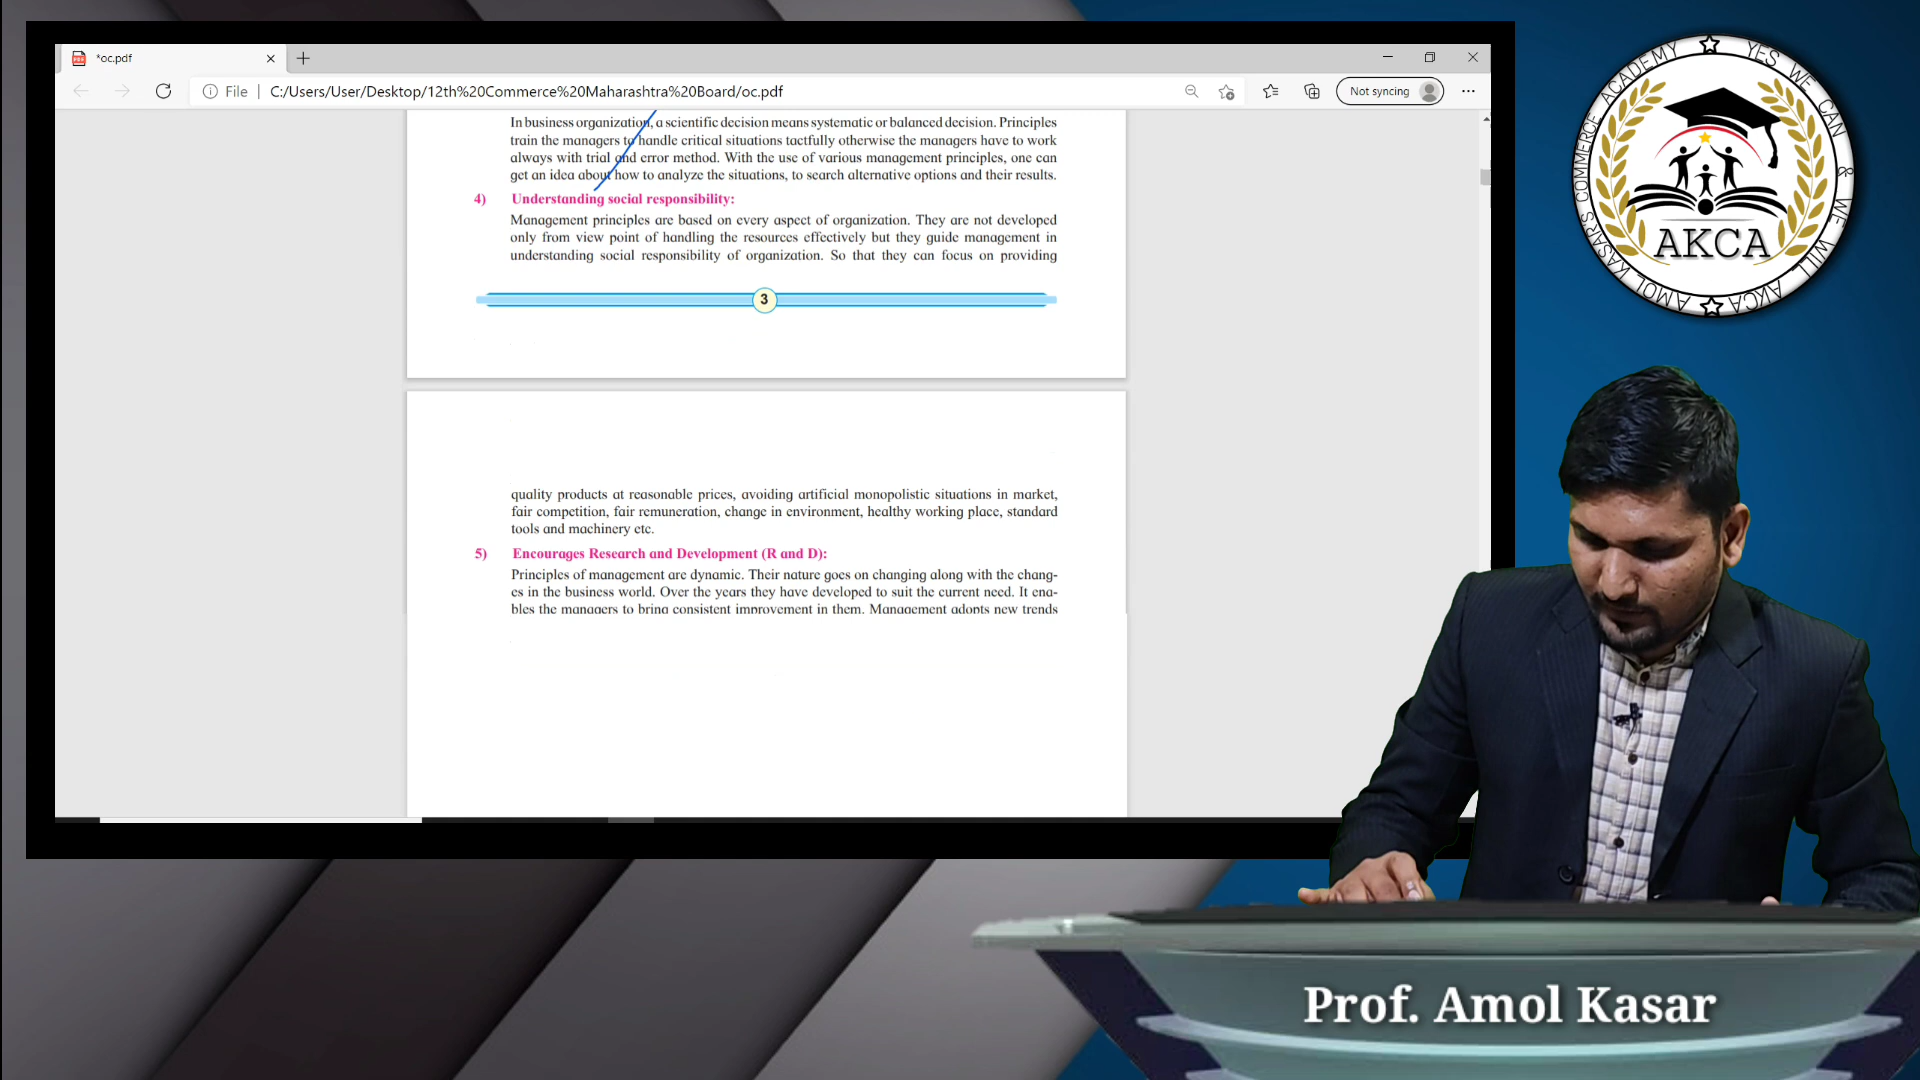 *oc.pdf
File
C:/Users/User/Desktop/12th%20Commerce%20Maharashtra%20Board/oc.pdf
Not syncing
In business organization, a scientific decision means systematic or balanced decision. Principles
train the managers to handle critical situations tactfully otherwise the managers have to work
always with trial and error method. With the use of various management principles, one can
get an idea about how to analyze the situations, to search alternative options and their results.
4) Understanding social responsibility:
Management principles are based on every aspect of organization. They are not developed
only from view point of handling the resources effectively but they guide management in
understanding social responsibility of organization. So that they can focus on providing
3
quality products at reasonable prices, avoiding artificial monopolistic situations in market,
fair competition, fair remuneration, change in environment, healthy working place, standard
tools and machinery etc.
5) Encourages Research and Development (R and D):
Principles of management are dynamic. Their nature goes on changing along with the chang-
es in the business world. Over the years they have developed to suit the current need. It ena-
bles the managers to bring consistent improvement in them. Management adopts new trends
AMOL KASAR'S COMMERCE ACADEMY
YES WE CAN & WE WILL
AKCA
AKCA
Prof. Amol Kasar